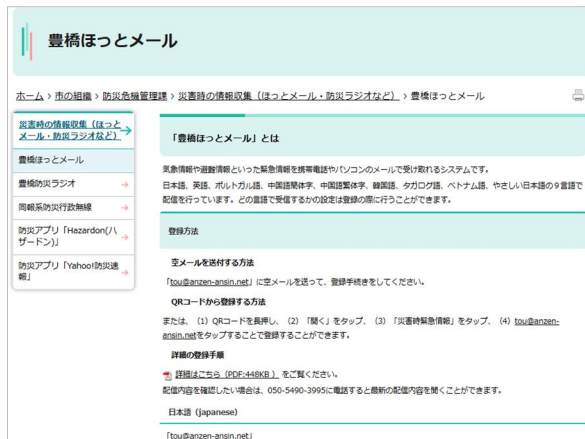 豊橋ほっとメール
ホーム › 市の組織 › 防災危機管理課 › 災害時の情報収集（ほっとメール・防災ラジオなど） › 豊橋ほっとメール
災害時の情報収集（ほっと
メール・防災ラジオなど）
豊橋ほっとメール
豊橋防災ラジオ
同報系防災行政無線
防災アプリ「Hazardon(ハ
ザードン)」
防災アプリ「Yahoo!防災速
報」
「豊橋ほっとメール」とは
気象情報や避難情報といった緊急情報を携帯電話やパソコンのメールで受け取れるシステムです。
日本語、英語、ポルトガル語、中国語簡体字、中国語繁体字、韓国語、タガログ語、ベトナム語、やさしい日本語の９言語で
配信を行っています。どの言語で受信するかの設定は登録の際に行うことができます。
登録方法
空メールを送付する方法
「tou@anzen-ansin.net」に空メールを送って、登録手続きをしてください。
QRコードから登録する方法
または、（1）QRコードを長押し、（2）「開く」をタップ、（3）「災害時緊急情報」をタップ、（4）tou@anzen-
ansin.netをタップすることで登録することができます。
詳細の登録手順
詳細はこちら（PDF:448KB ）をご覧ください。
配信内容を確認したい場合は、050-5490-3995に電話すると最新の配信内容を聞くことができます。
日本語（japanese）
「tou@anzen-ansin.net」